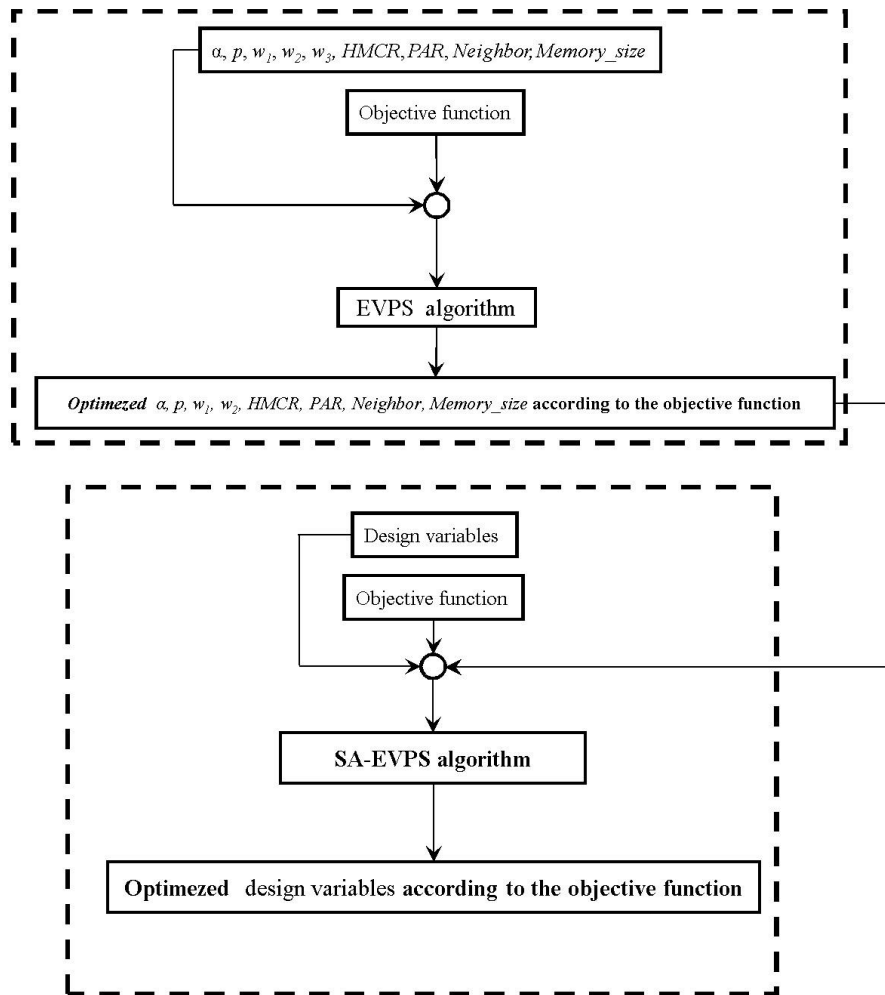 α, p, w1, w2, w3, HMCR, PAR, Neighbor, Memory_size
Objective function
EVPS algorithm
Optimezed α, p, w1, w2, HMCR, PAR, Neighbor, Memory_size according to the objective function
Design variables
Objective function
SA-EVPS algorithm
Optimezed design variables according to the objective function